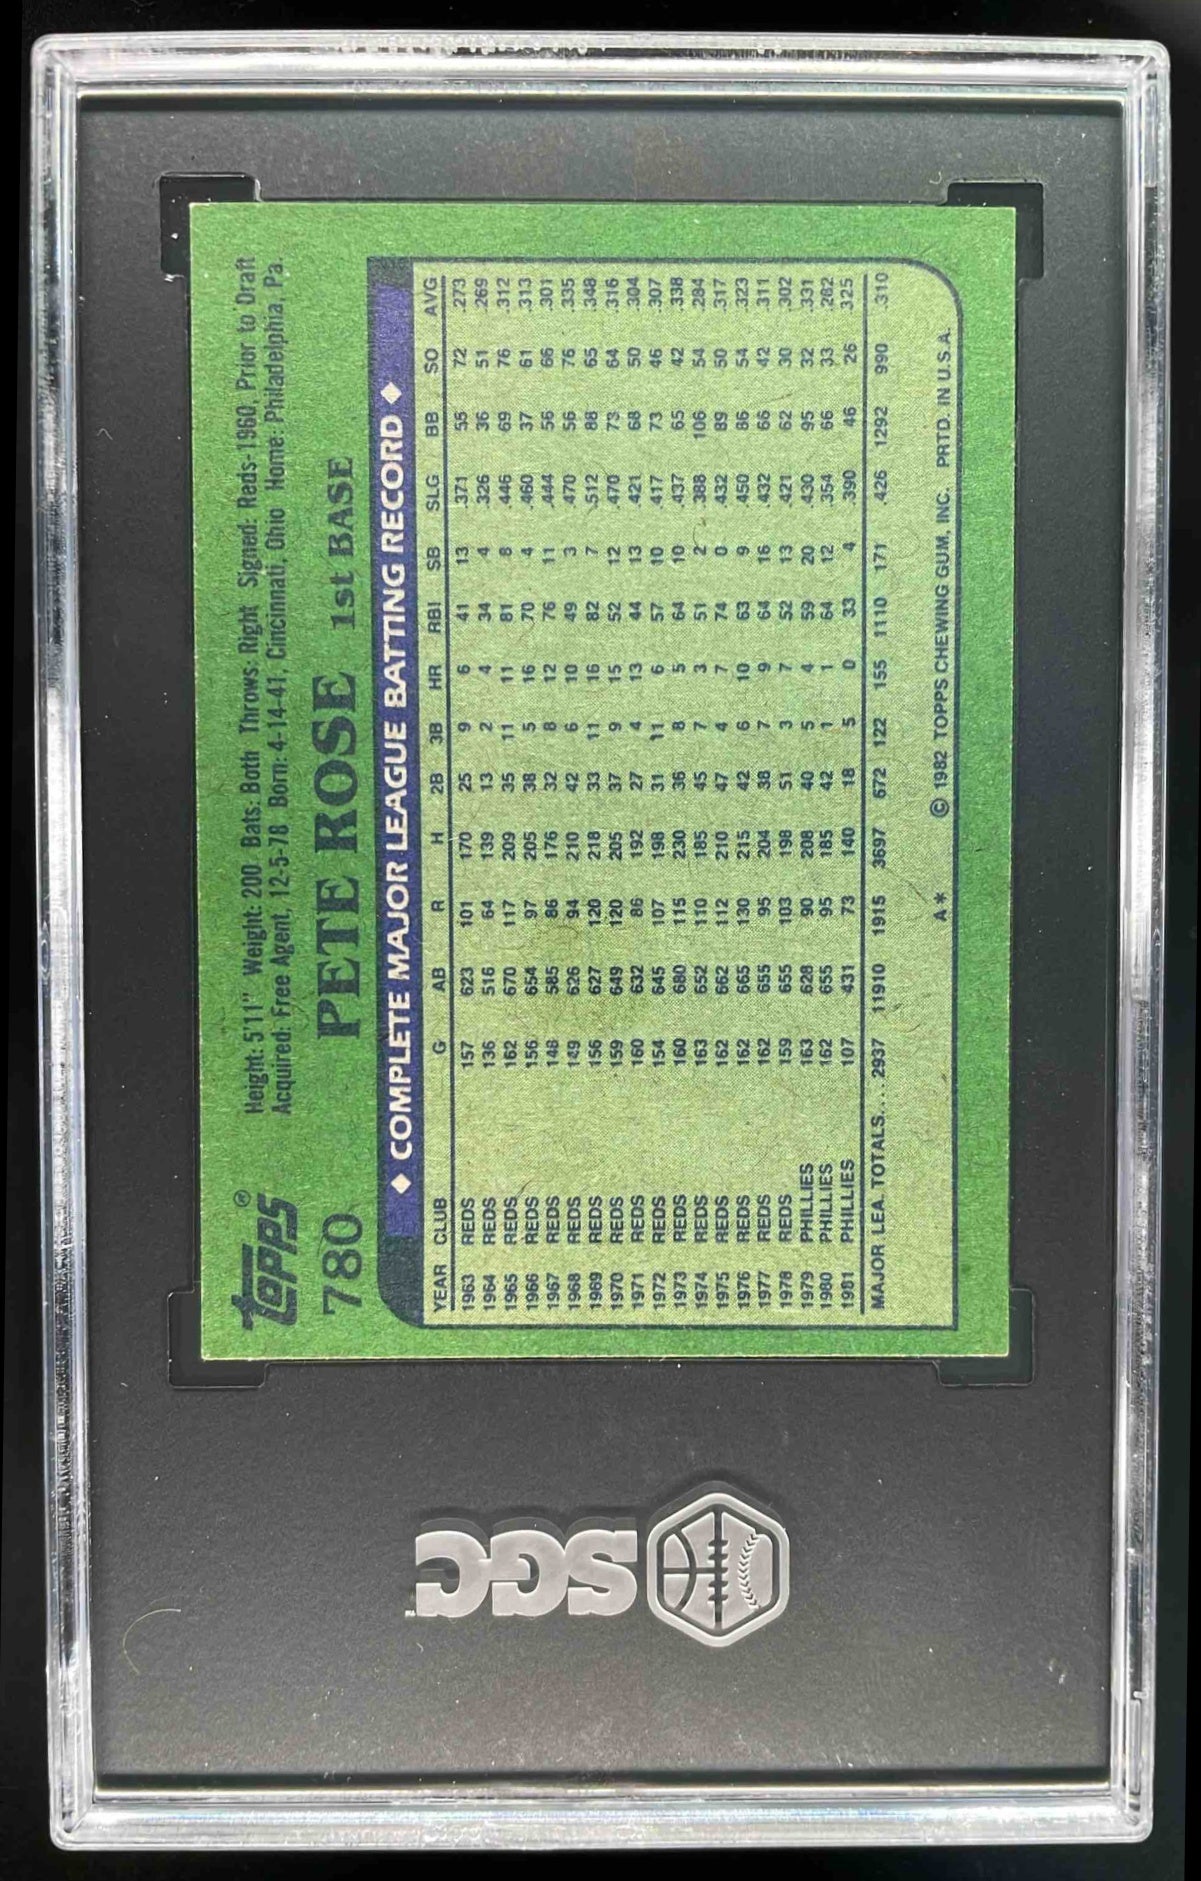 topps®
Height: 5'11" Weight: 200 Bats: Both Throws: Right Signed: Reds-1960, Prior to Draft
Acquired: Free Agent, 12-5-78 Born: 4-14-41, Cincinnati, Ohio Home: Philadelphia, Pa.
780 PETE ROSE 1st BASE
COMPLETE MAJOR LEAGUE BATTING RECORD
YEAR CLUB G AB R H 2B 3B HR RBI SB SLG BB SO AVG
1963 REDS 157 623 101 170 25 9 6 41 13 .371 55 72 .273
1964 REDS 136 516 64 139 13 2 4 34 4 .326 36 51 .269
1965 REDS 162 670 117 209 35 11 11 81 8 .446 69 76 .312
1966 REDS 156 654 97 205 38 5 16 70 4 .460 37 61 .313
1967 REDS 148 585 86 176 32 8 12 76 11 .444 56 66 .301
1968 REDS 149 626 94 210 42 6 10 49 3 .470 56 76 .335
1969 REDS 156 627 120 218 33 11 16 82 7 .512 88 65 .348
1970 REDS 159 649 120 205 37 9 15 52 12 .470 73 64 .316
1971 REDS 160 632 86 192 27 4 13 44 13 .421 68 50 .304
1972 REDS 154 645 107 198 31 11 6 57 10 .417 73 46 .307
1973 REDS 160 680 115 230 36 8 5 64 10 .437 65 42 .338
1974 REDS 163 652 110 185 45 7 3 51 2 .388 106 54 .284
1975 REDS 162 662 112 210 47 4 7 74 0 .432 89 50 .317
1976 REDS 162 665 130 215 42 6 10 63 9 .450 86 54 .323
1977 REDS 162 655 95 204 38 7 9 64 16 .432 66 42 .311
1978 REDS 159 655 103 198 51 3 7 52 13 .421 62 30 .302
1979 PHILLIES 163 628 90 208 40 5 4 59 20 .430 95 32 .331
1980 PHILLIES 162 655 95 185 42 1 1 64 12 .354 66 33 .282
1981 PHILLIES 107 431 73 140 18 5 0 33 4 .390 46 26 .325
MAJOR LEA. TOTALS... 2937 11910 1915 3697 672 122 155 1110 171 .426 1292 990 .310
A* © 1982 TOPPS CHEWING GUM, INC. PRTD. IN U.S.A.
SGC